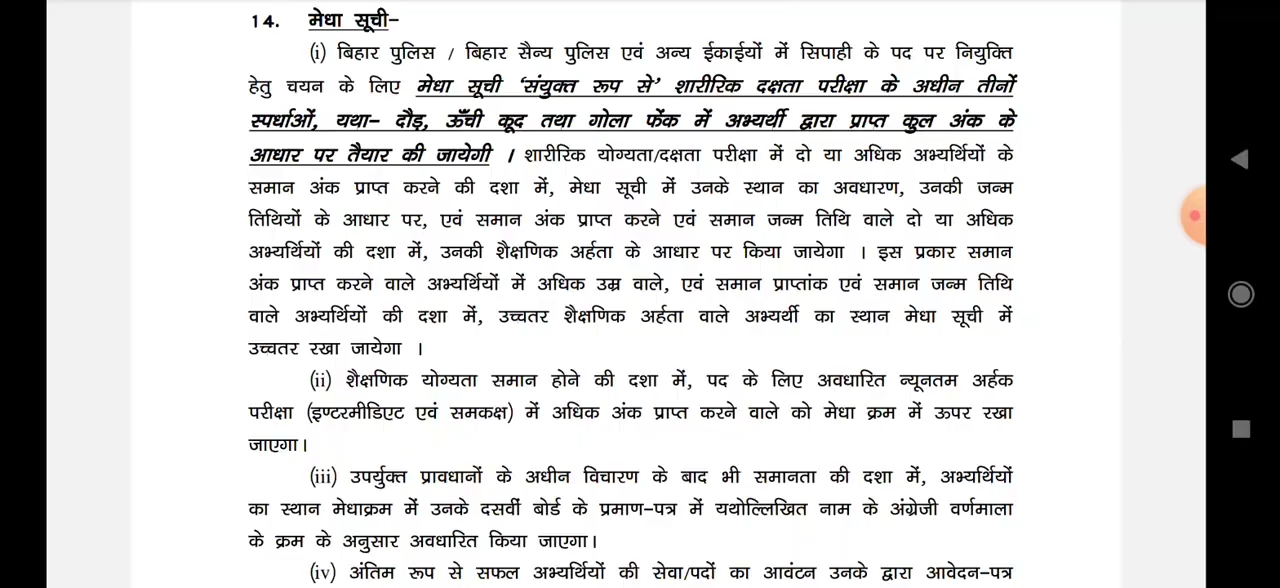 14. मेधा सूची–
(i) बिहार पुलिस / बिहार सैन्य पुलिस एवं अन्य ईकाईयों में सिपाही के पद पर नियुक्ति
हेतु चयन के लिए मेधा सूची ‘संयुक्त रूप से’ शारीरिक दक्षता परीक्षा के अधीन तीनों
स्पर्धाओं, यथा– दौड़, ऊँची कूद तथा गोला फेंक में अभ्यर्थी द्वारा प्राप्त कुल अंक के
आधार पर तैयार की जायेगी । शारीरिक योग्यता/दक्षता परीक्षा में दो या अधिक अभ्यर्थियों के
समान अंक प्राप्त करने की दशा में, मेधा सूची में उनके स्थान का अवधारण, उनकी जन्म
तिथियों के आधार पर, एवं समान अंक प्राप्त करने एवं समान जन्म तिथि वाले दो या अधिक
अभ्यर्थियों की दशा में, उनकी शैक्षणिक अर्हता के आधार पर किया जायेगा । इस प्रकार समान
अंक प्राप्त करने वाले अभ्यर्थियों में अधिक उम्र वाले, एवं समान प्राप्तांक एवं समान जन्म तिथि
वाले अभ्यर्थियों की दशा में, उच्चतर शैक्षणिक अर्हता वाले अभ्यर्थी का स्थान मेधा सूची में
उच्चतर रखा जायेगा ।
(ii) शैक्षणिक योग्यता समान होने की दशा में, पद के लिए अवधारित न्यूनतम अर्हक
परीक्षा (इण्टरमीडिएट एवं समकक्ष) में अधिक अंक प्राप्त करने वाले को मेधा क्रम में ऊपर रखा
जाएगा।
(iii) उपर्युक्त प्रावधानों के अधीन विचारण के बाद भी समानता की दशा में, अभ्यर्थियों
का स्थान मेधाक्रम में उनके दसवीं बोर्ड के प्रमाण–पत्र में यथोल्लिखित नाम के अंग्रेजी वर्णमाला
के क्रम के अनुसार अवधारित किया जाएगा।
(iv) अंतिम रूप से सफल अभ्यर्थियों की सेवा/पदों का आवंटन उनके द्वारा आवेदन–पत्र